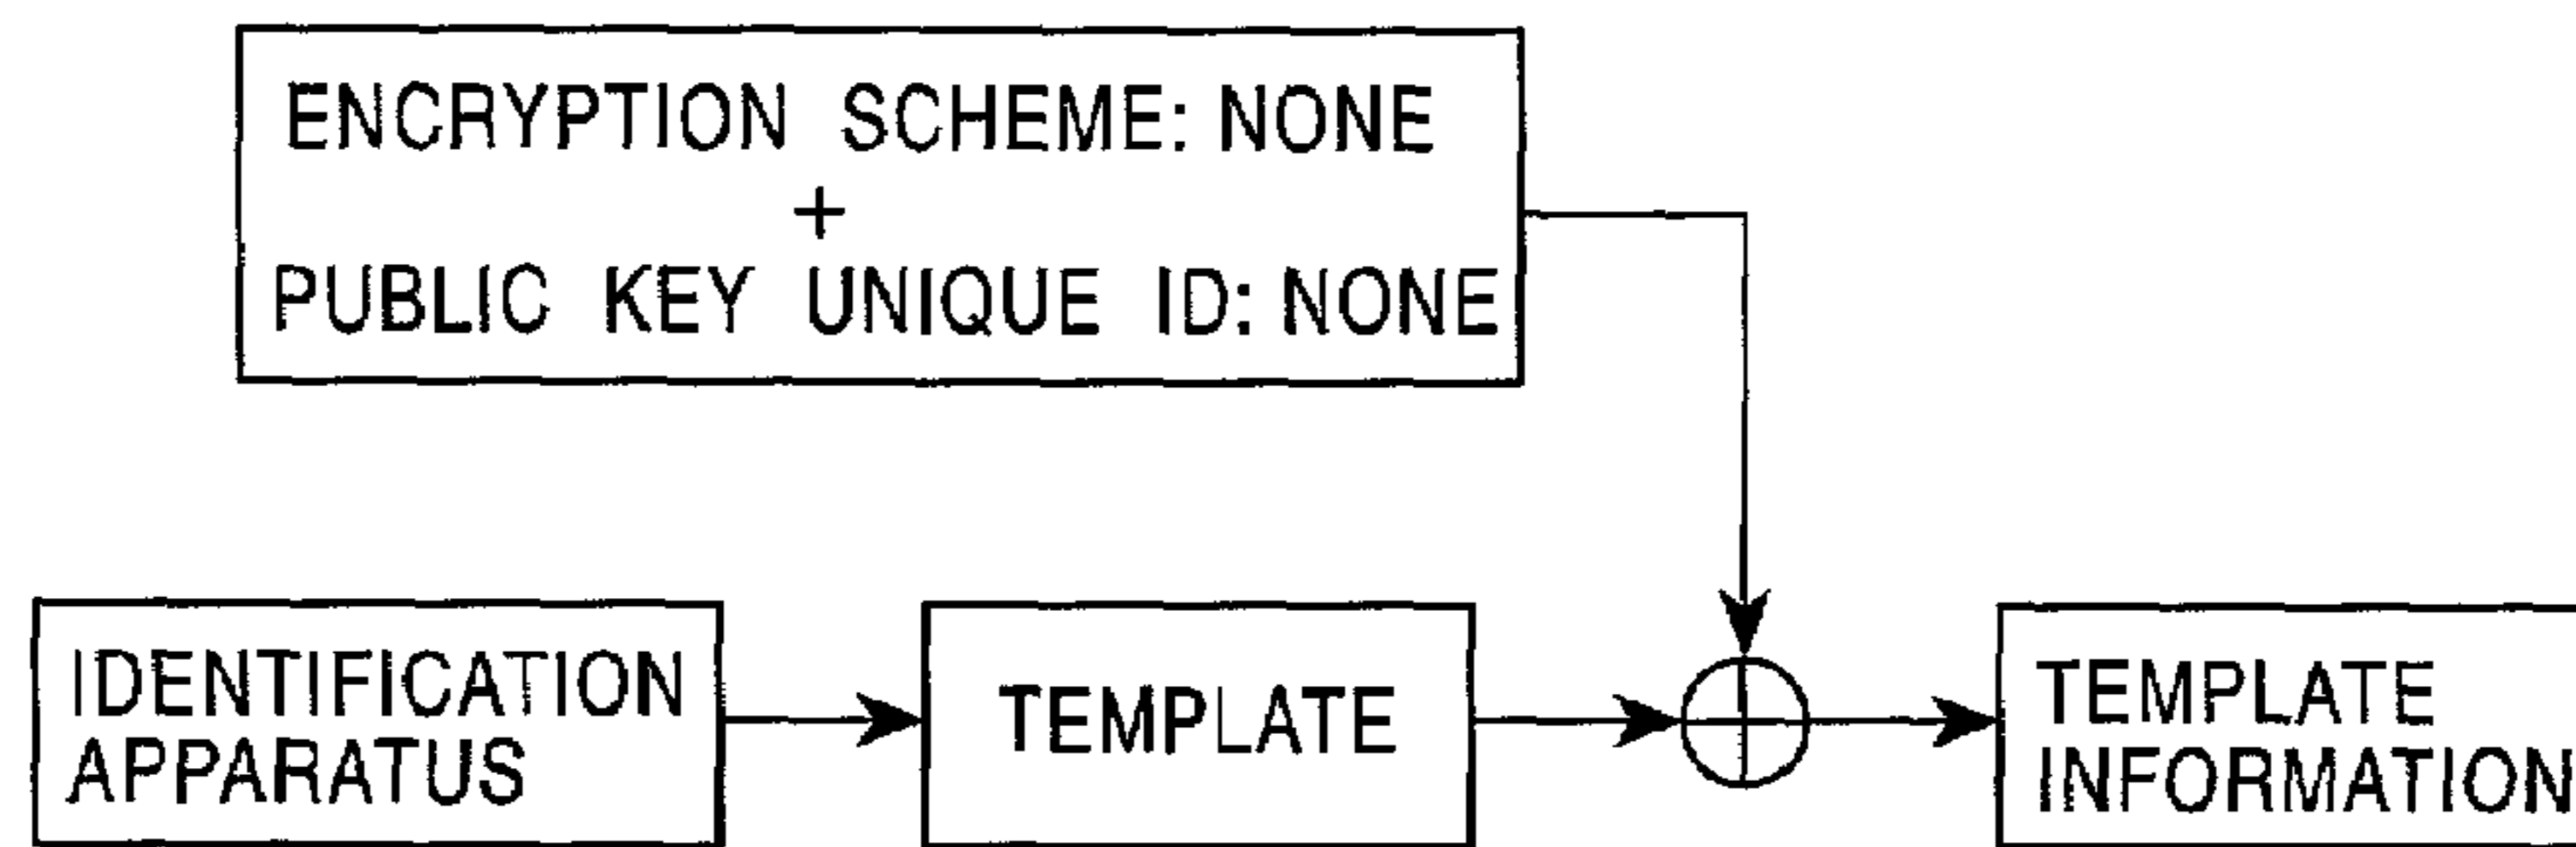 ENCRYPTION SCHEME: NONE
+
PUBLIC KEY UNIQUE ID: NONE
IDENTIFICATION
APPARATUS
TEMPLATE
TEMPLATE
INFORMATION